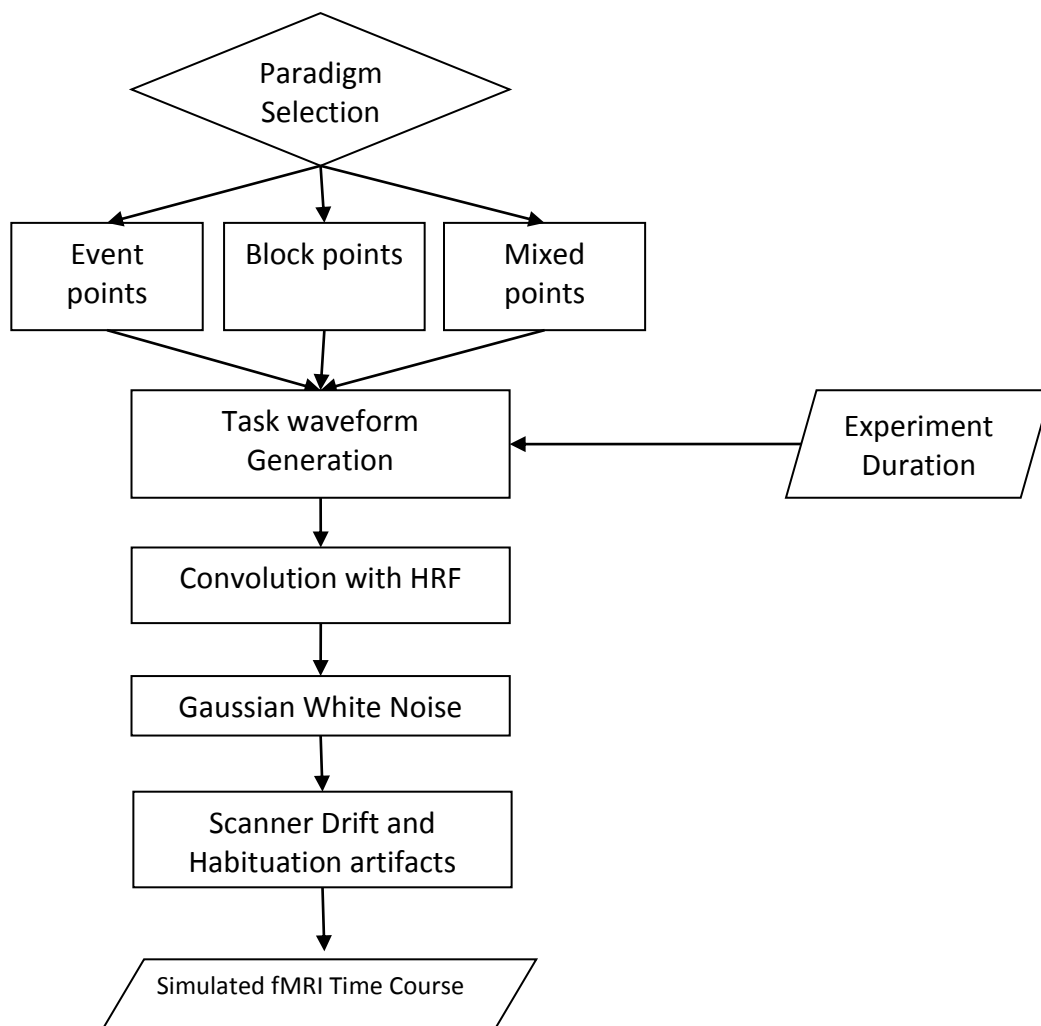 Paradigm
Selection
Event
points
Block points
Mixed
points
Task waveform
Generation
Experiment
Duration
Convolution with HRF
Gaussian White Noise
Scanner Drift and
Habituation artifacts
Simulated fMRI Time Course